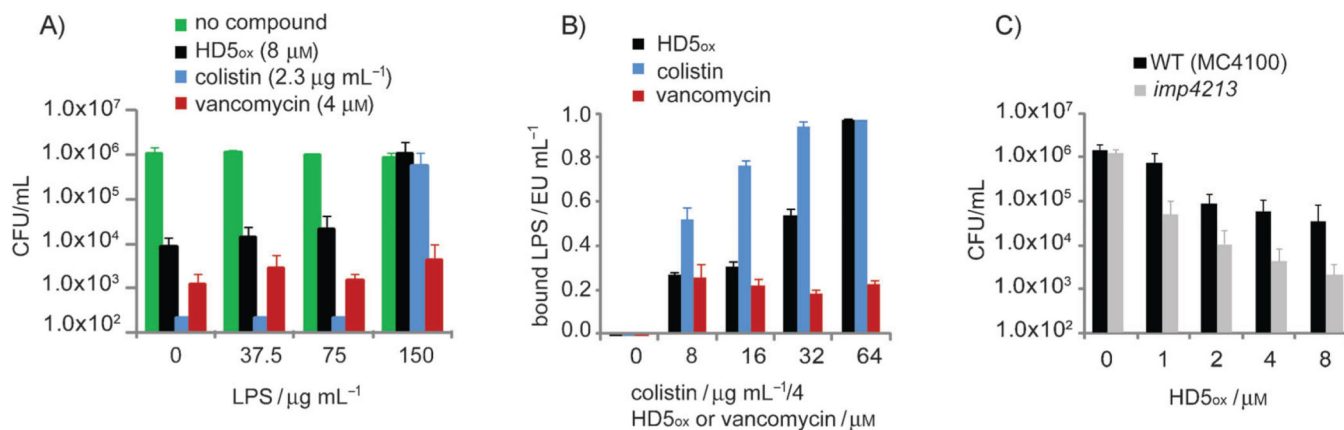 A)
no compound
HD5ox (8 µM)
colistin (2.3 µg mL⁻¹)
vancomycin (4 µM)
CFU/mL
1.0x10⁷
1.0x10⁶
1.0x10⁵
1.0x10⁴
1.0x10³
1.0x10²
0 37.5 75 150
LPS / µg mL⁻¹
B)
HD5ox
colistin
vancomycin
bound LPS / EU mL⁻¹
1.0
0.8
0.6
0.4
0.2
0.0
0 8 16 32 64
colistin / µg mL⁻¹/4
HD5ox or vancomycin / µM
C)
WT (MC4100)
imp4213
CFU/mL
1.0x10⁷
1.0x10⁶
1.0x10⁵
1.0x10⁴
1.0x10³
1.0x10²
0 1 2 4 8
HD5ox / µM